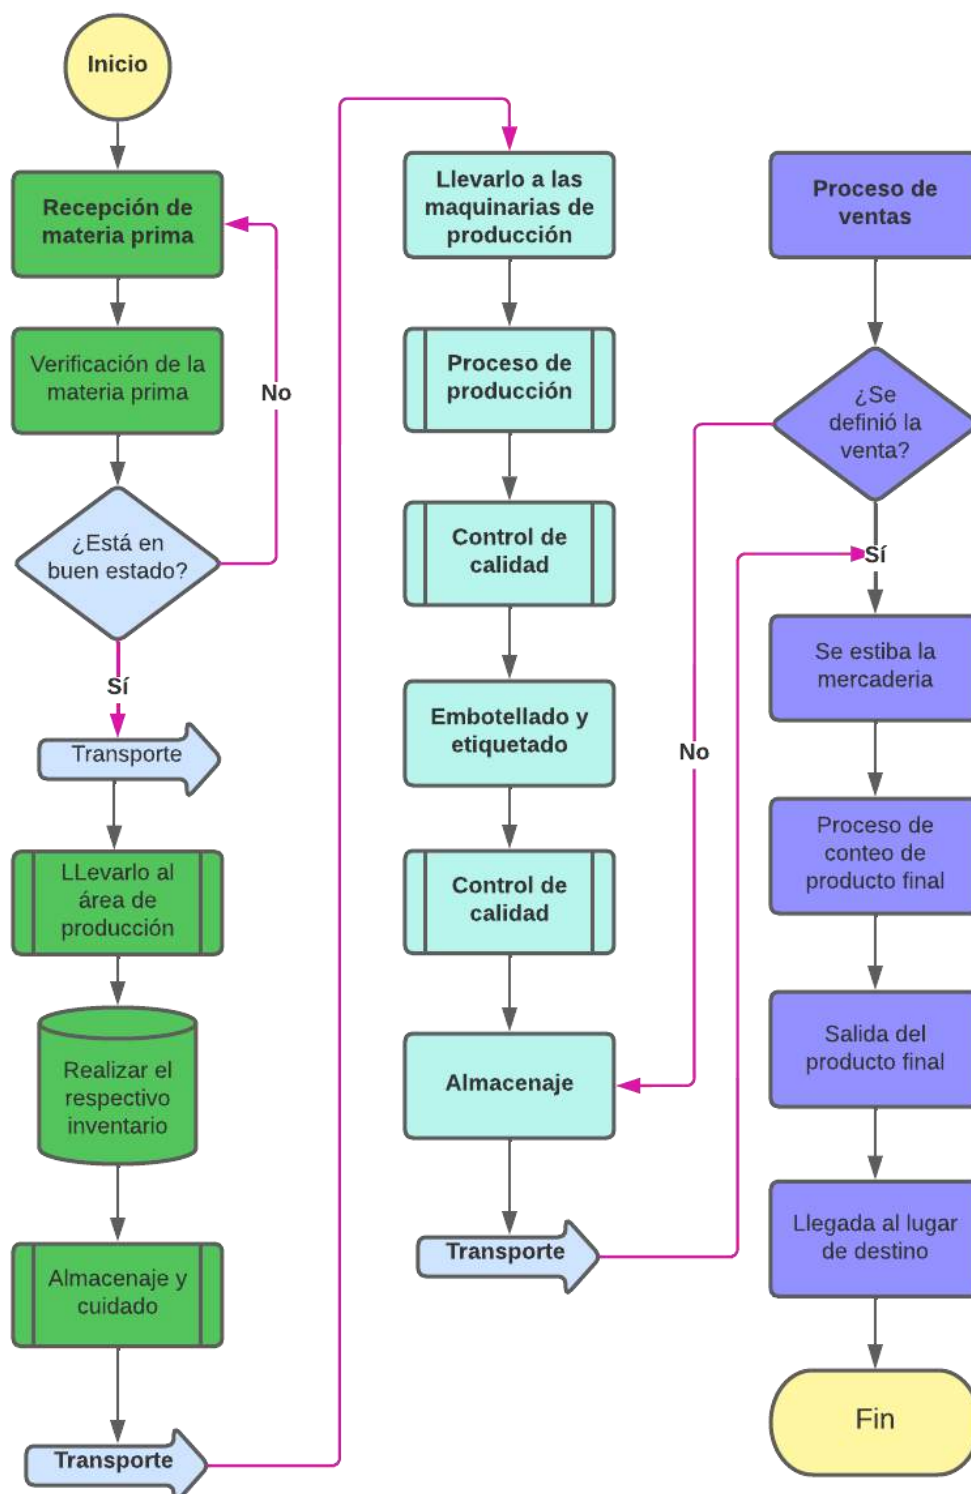 Inicio
Recepción de
materia prima
Verificación de la
materia prima
No
¿Está en
buen estado?
Sí
Transporte
LLevarlo al
área de
producción
Realizar el
respectivo
inventario
Almacenaje y
cuidado
Transporte
Llevarlo a las
maquinarias de
producción
Proceso de
producción
Control de
calidad
Embotellado y
etiquetado
Control de
calidad
Almacenaje
Transporte
Proceso de
ventas
¿Se
definió la
venta?
Sí
No
Se estiba la
mercaderia
Proceso de
conteo de
producto final
Salida del
producto final
Llegada al lugar
de destino
Fin